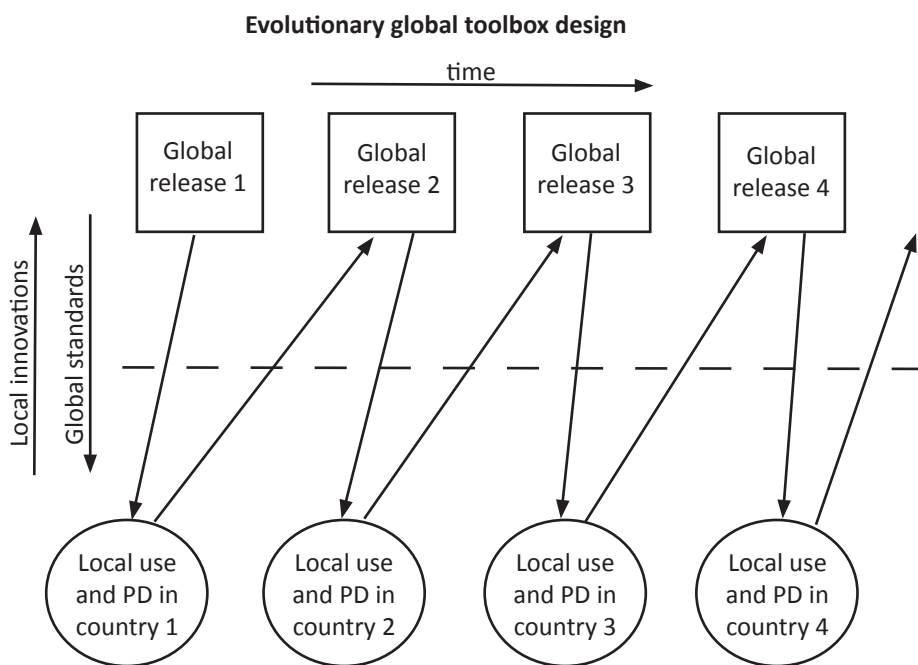 Evolutionary global toolbox design
time
Global
release 1
Global
release 2
Global
release 3
Global
release 4
Local innovations
Global standards
Local use
and PD in
country 1
Local use
and PD in
country 2
Local use
and PD in
country 3
Local use
and PD in
country 4